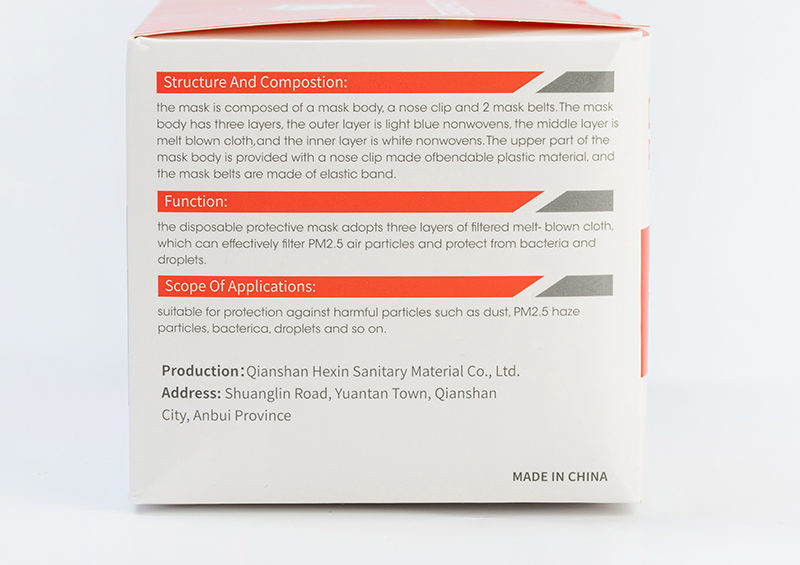 Structure And Compostion:
the mask is composed of a mask body, a nose clip and 2 mask belts. The mask
body has three layers, the outer layer is light blue nonwovens, the middle layer is
melt blown cloth,and the inner layer is white nonwovens. The upper part of the
mask body is provided with a nose clip made ofbendable plastic material, and
the mask belts are made of elastic band.
Function:
the disposable protective mask adopts three layers of filtered melt- blown cloth,
which can effectively filter PM2.5 air particles and protect from bacteria and
droplets.
Scope Of Applications:
suitable for protection against harmful particles such as dust, PM2.5 haze
particles, bacterica, droplets and so on.
Production: Qianshan Hexin Sanitary Material Co., Ltd.
Address: Shuanglin Road, Yuantan Town, Qianshan
City, Anbui Province
MADE IN CHINA